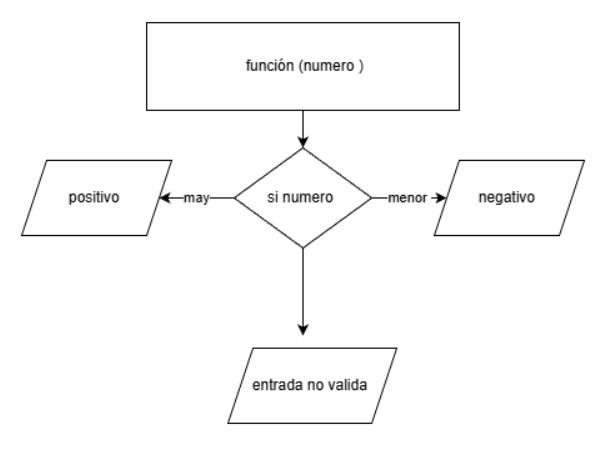 función (numero )
positivo
may
si numero
menor
negativo
entrada no valida